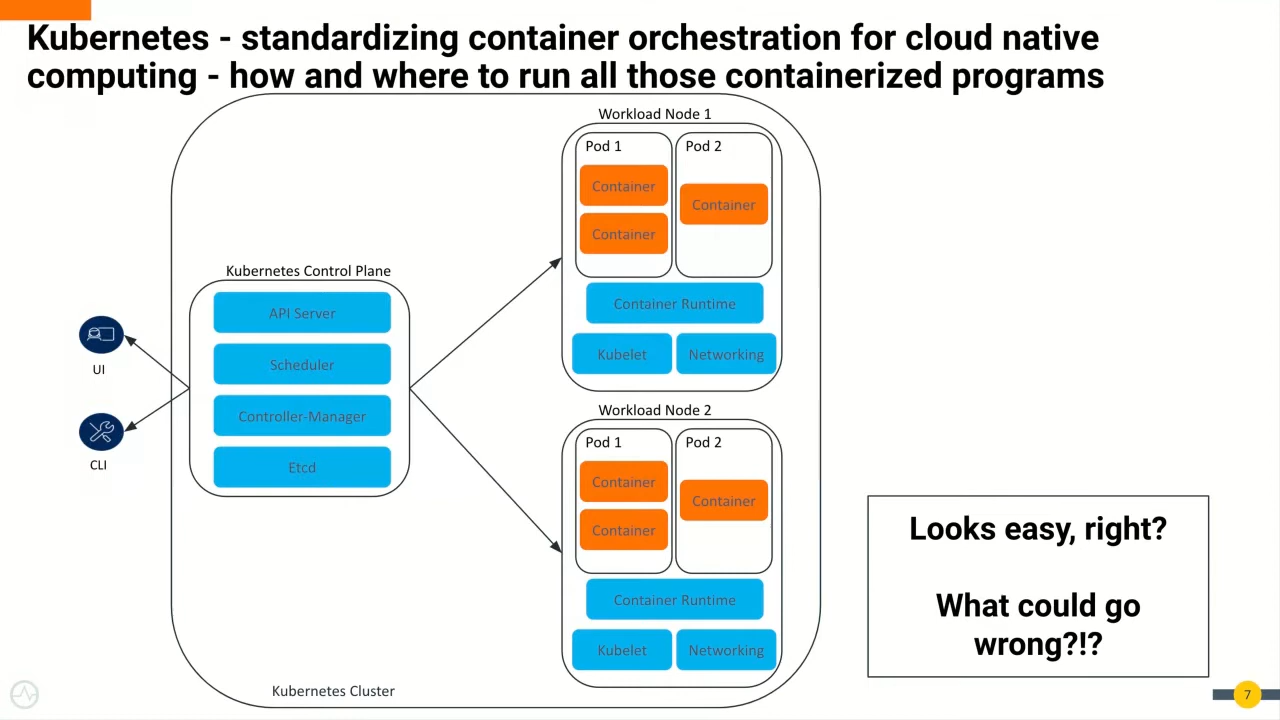 Kubernetes - standardizing container orchestration for cloud native
computing - how and where to run all those containerized programs
Workload Node 1
Pod 1
Pod 2
Container
Container
Container
Container Runtime
Kubelet
Networking
Kubernetes Control Plane
API Server
Scheduler
Controller-Manager
Etcd
UI
CLI
Workload Node 2
Pod 1
Pod 2
Container
Container
Container
Container Runtime
Kubelet
Networking
Kubernetes Cluster
Looks easy, right?
What could go
wrong?!?
7